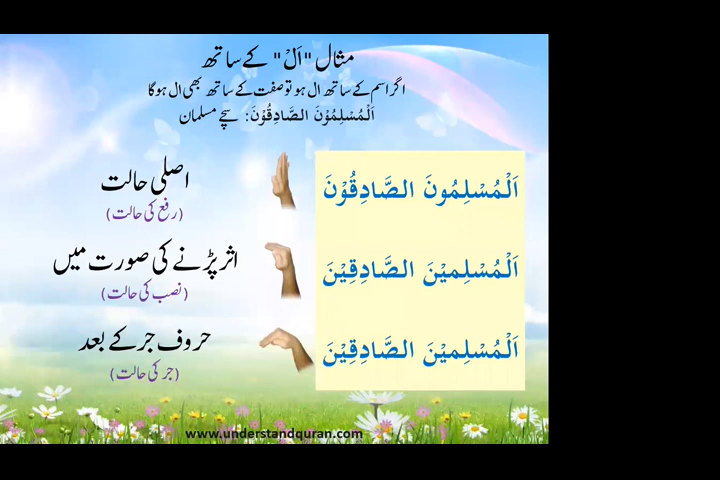 مثال "اَلْ" کے ساتھ
اگر اسم کے ساتھ ال ہو تو صفت کے ساتھ بھی ال ہوگا
اَلْمُسْلِمُوْنَ الصَّادِقُوْنَ: سچے مسلمان
اَلْمُسْلِمُونَ الصَّادِقُوْنَ
اصلی حالت
(رفع کی حالت)
اَلْمُسْلِمِيْنَ الصَّادِقِيْنَ
اثر پڑنے کی صورت میں
(نصب کی حالت)
اَلْمُسْلِمِيْنَ الصَّادِقِيْنَ
حروف جر کے بعد
(جر کی حالت)
www.understandquran.com